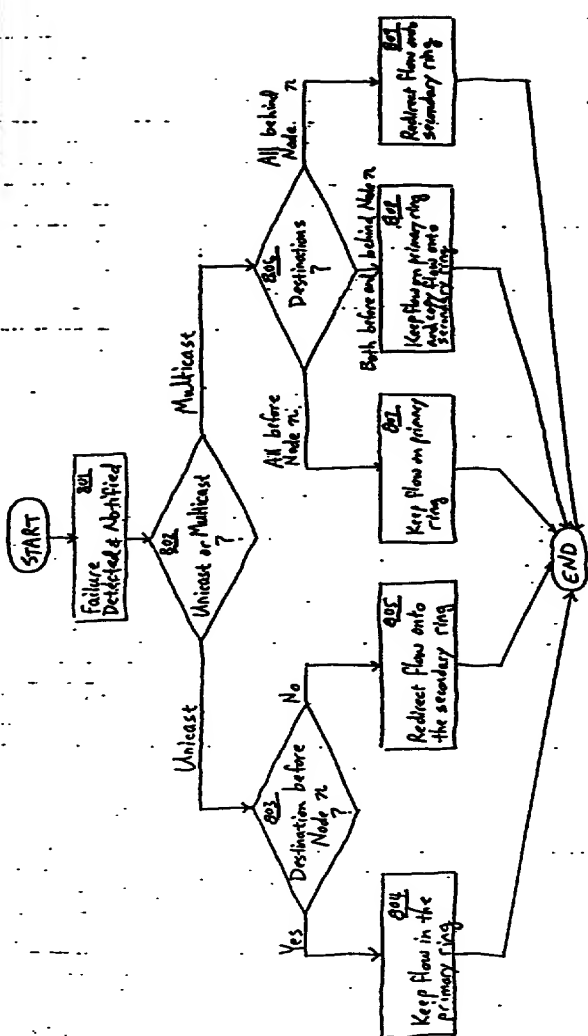 START
801
Failure
Detected & Notified
802
Unicast or Multicast
?
Unicast
Multicast
803
Destination before
Node n
?
Yes
No
806
Destinations
?
All before
Node n
Both before and behind Node n
All behind
Node n
804
Keep flow in the
primary ring
805
Redirect flow onto
the secondary ring
807
Keep flow on primary
ring
808
Keep flow on primary ring
and copy flow onto
secondary ring
809
Redirect flow onto
secondary ring
END